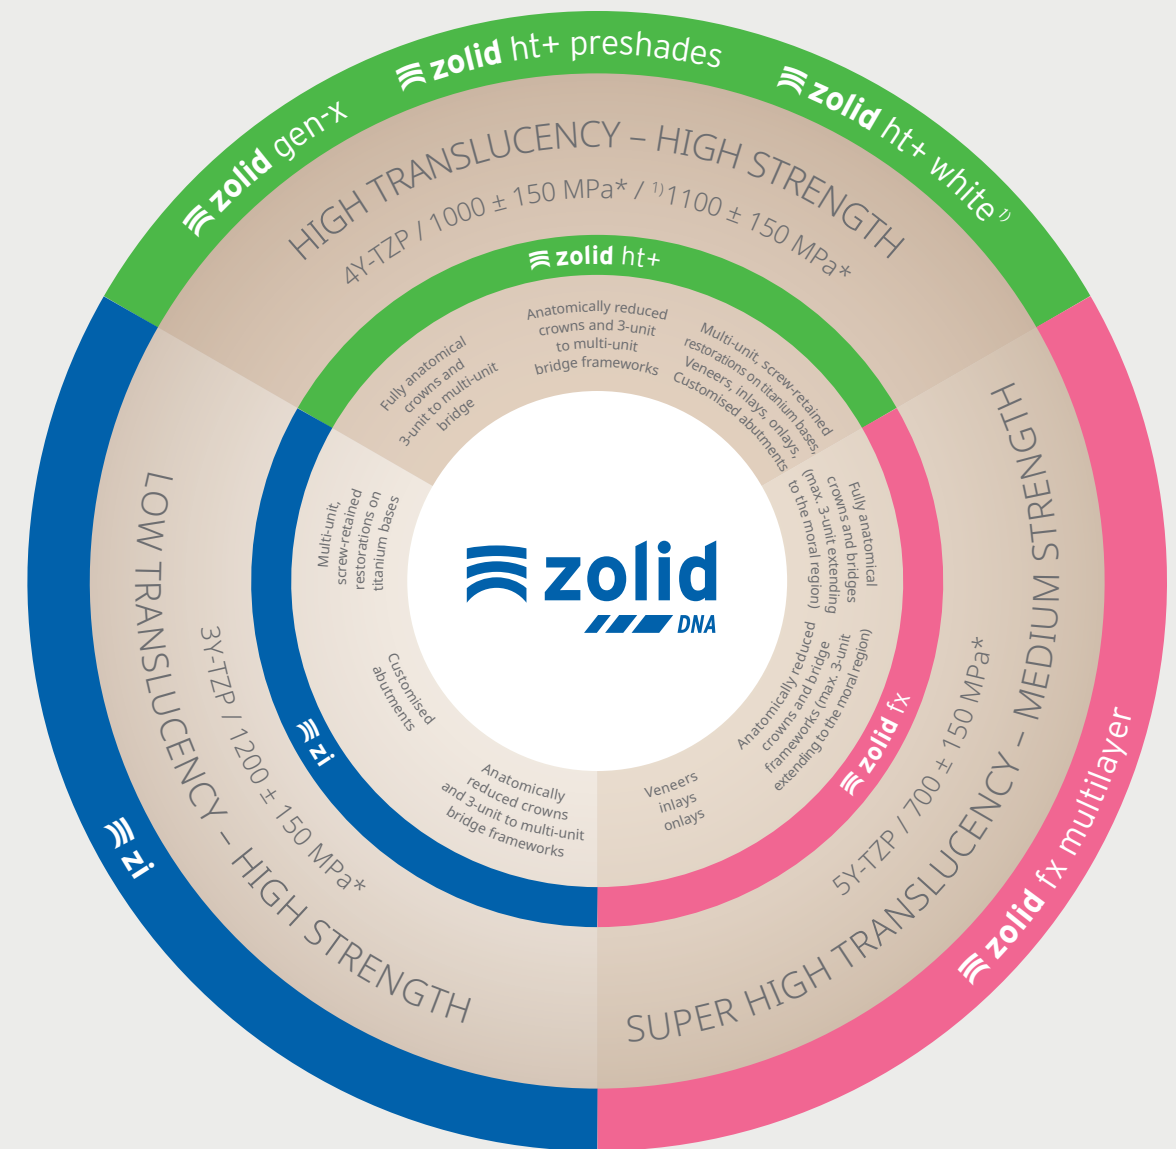 zolid gen-x
zolid ht+ preshades
zolid ht+ white 1)
HIGH TRANSLUCENCY – HIGH STRENGTH
4Y-TZP / 1000 ± 150 MPa* / 1)1100 ± 150 MPa*
zolid ht+
Fully anatomical
crowns and
3-unit to multi-unit
bridge
Anatomically reduced
crowns and 3-unit
to multi-unit
bridge frameworks
Multi-unit, screw-retained
restorations on titanium bases,
Veneers, inlays, onlays,
Customised abutments
zolid fx multilayer
SUPER HIGH TRANSLUCENCY – MEDIUM STRENGTH
5Y-TZP / 700 ± 150 MPa*
zolid fx
Fully anatomical
crowns and bridges
(max. 3-unit extending
to the moral region)
Anatomically reduced
crowns and bridge
frameworks (max. 3-unit
extending to the moral region)
Veneers
inlays
onlays
zi
LOW TRANSLUCENCY – HIGH STRENGTH
3Y-TZP / 1200 ± 150 MPa*
zi
Multi-unit,
screw-retained
restorations on
titanium bases
Customised
abutments
Anatomically
reduced crowns
and 3-unit to multi-unit
bridge frameworks
zolid
DNA